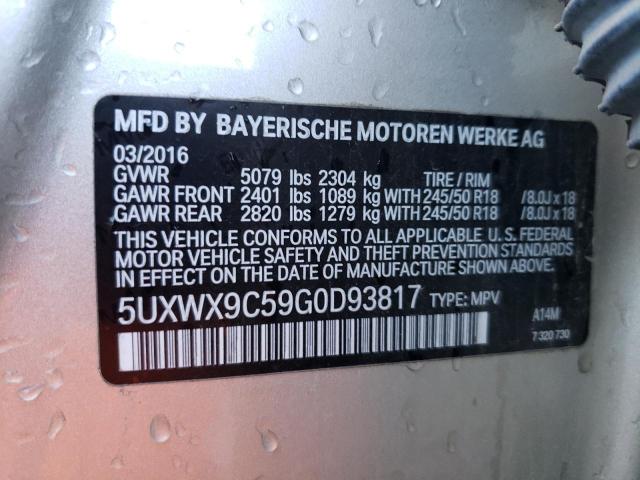 MFD BY BAYERISCHE MOTOREN WERKE AG
03/2016
GVWR 5079 lbs 2304 kg TIRE / RIM
GAWR FRONT 2401 lbs 1089 kg WITH 245/50 R18 /8.0J x 18
GAWR REAR 2820 lbs 1279 kg WITH 245/50 R18 /8.0J x 18
THIS VEHICLE CONFORMS TO ALL APPLICABLE U.S. FEDERAL
MOTOR VEHICLE SAFETY AND THEFT PREVENTION STANDARDS
IN EFFECT ON THE DATE OF MANUFACTURE SHOWN ABOVE.
5UXWX9C59G0D93817 TYPE: MPV A14M
7 320 730